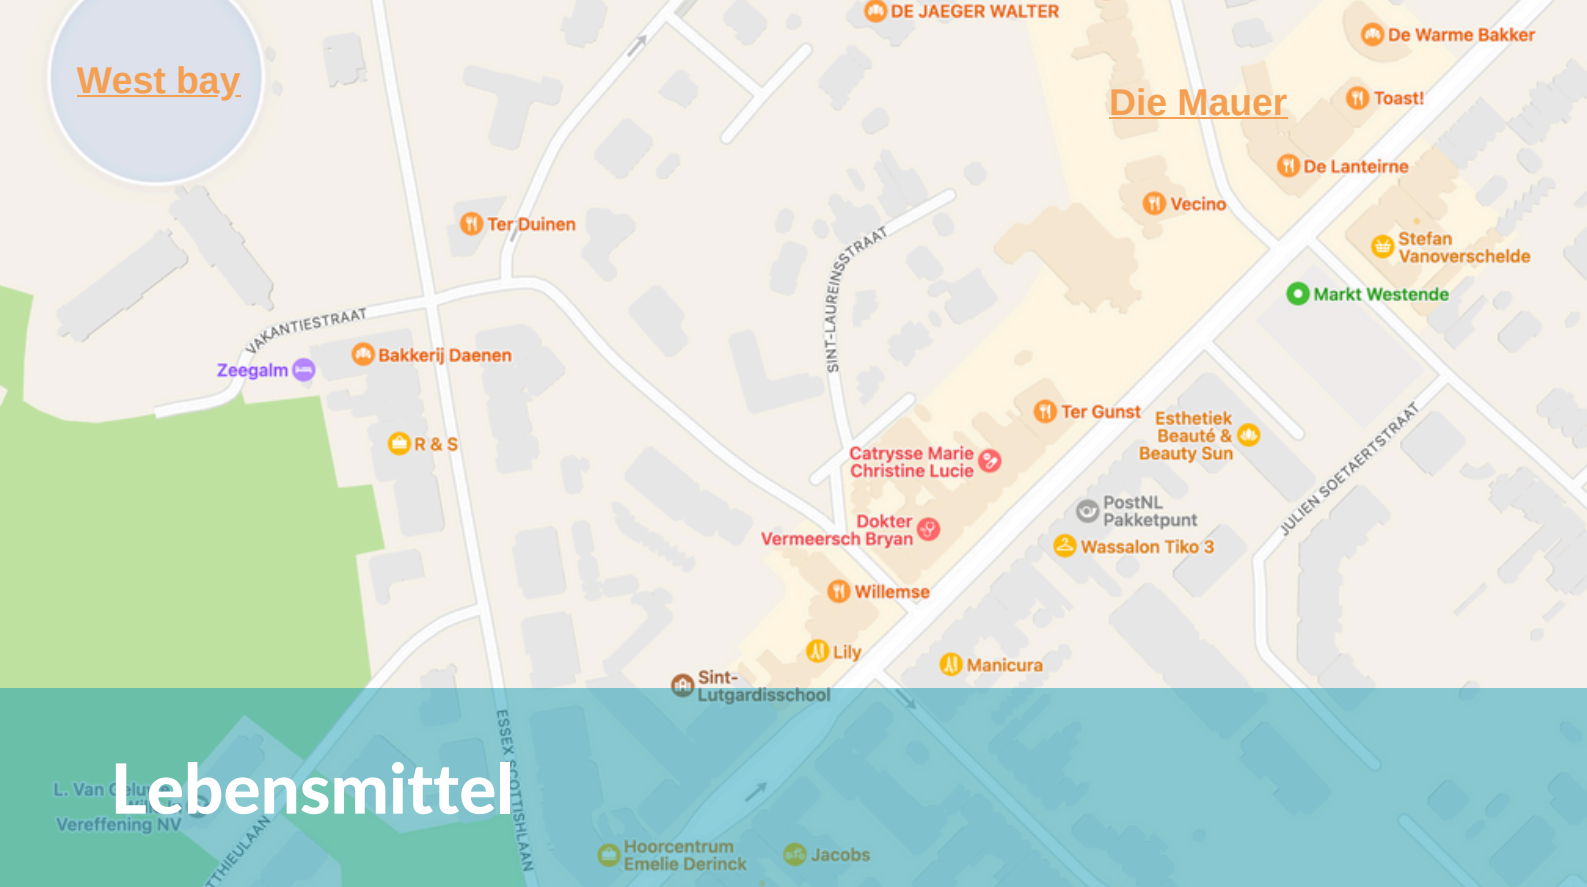 DE JAEGER WALTER
De Warme Bakker
West bay
Die Mauer
Toast!
De Lanteirne
Vecino
Ter Duinen
Stefan
Vanoverschelde
SINT-LAUREINSSTRAAT
Markt Westende
VAKANTIESTRAAT
Bakkerij Daenen
Zeegalm
Ter Gunst
Esthetiek
Beauté &
Beauty Sun
R & S
Catrysse Marie
Christine Lucie
JULIEN SOETAERTSTRAAT
PostNL
Pakketpunt
Dokter
Vermeersch Bryan
Wassalon Tiko 3
Willemse
Lily
Manicura
Sint-
Lutgardisschool
ESSEX SCOTTISHLAAN
Lebensmittel
L. Van
Vereffening NV
Hoorcentrum
Emelie Derinck
Jacobs